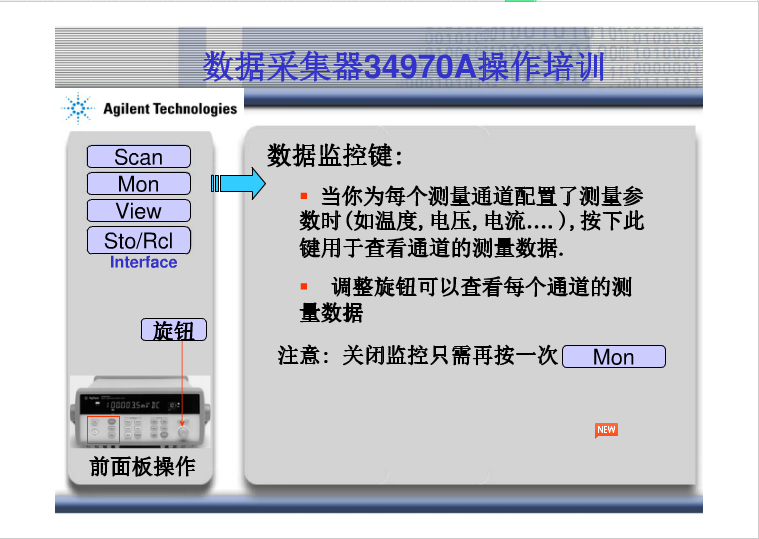 数据采集器34970A操作培训
Agilent Technologies
Scan
Mon
View
Sto/Rcl
Interface
旋钮
前面板操作
数据监控键:
当你为每个测量通道配置了测量参
数时(如温度,电压,电流....),按下此
键用于查看通道的测量数据.
调整旋钮可以查看每个通道的测
量数据
注意: 关闭监控只需再按一次 Mon
NEW